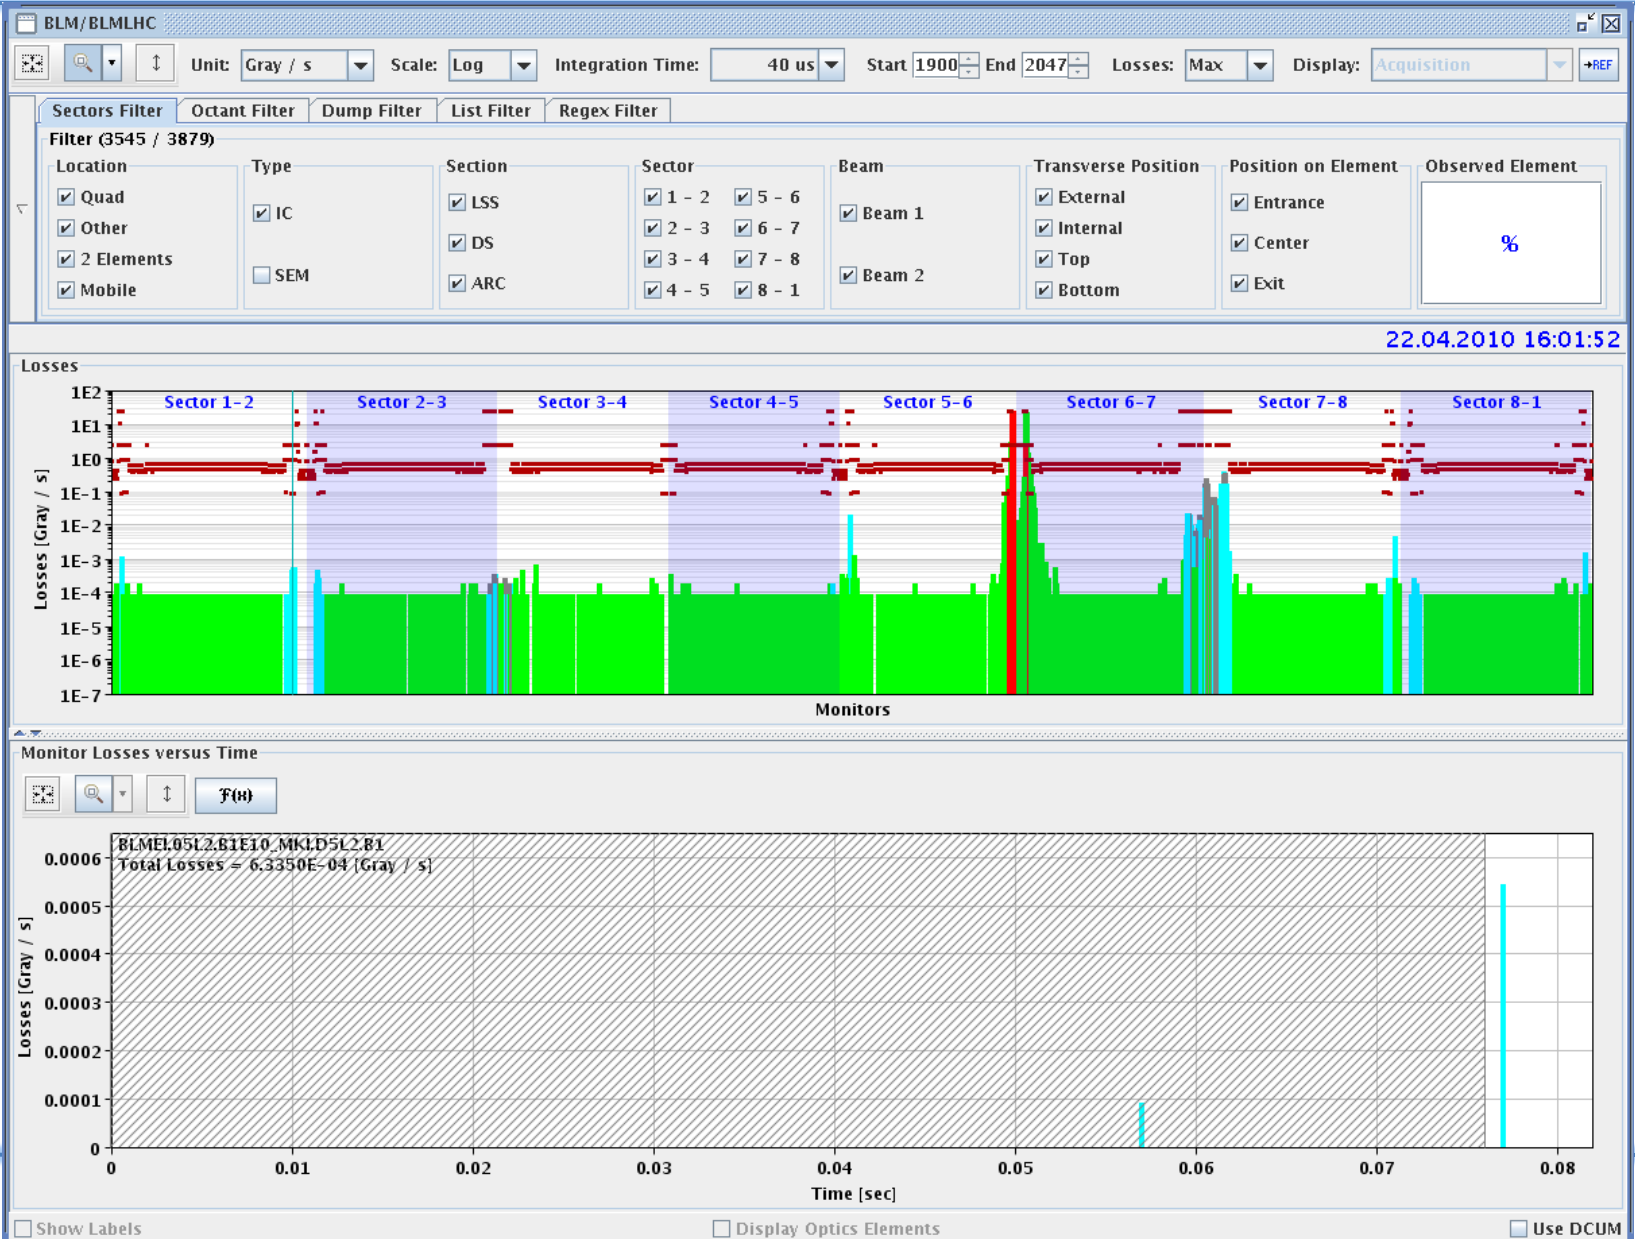 BLM/BLMLHC
Unit: Gray / s Scale: Log Integration Time: 40 us Start 1900 End 2047 Losses: Max Display: Acquisition →REF
Sectors Filter Octant Filter Dump Filter List Filter Regex Filter
Filter (3545 / 3879)
Location Type Section Sector Beam Transverse Position Position on Element Observed Element
Quad IC LSS 1 - 2 5 - 6 Beam 1 External Entrance %
Other 2 - 3 6 - 7 Internal
DS Center
2 Elements SEM 3 - 4 7 - 8 Beam 2 Top
Mobile ARC 4 - 5 8 - 1 Bottom Exit
22.04.2010 16:01:52
Losses
Sector 1-2 Sector 2-3 Sector 3-4 Sector 4-5 Sector 5-6 Sector 6-7 Sector 7-8 Sector 8-1
Losses [Gray / s]
1E2
1E1
1E0
1E-1
1E-2
1E-3
1E-4
1E-5
1E-6
1E-7
Monitors
Monitor Losses versus Time
F(x)
BLMEI.05L2.B1E10_MKI.D5L2.B1
Total Losses = 6.3350E-04 [Gray / s]
Losses [Gray / s]
0.0006
0.0005
0.0004
0.0003
0.0002
0.0001
0
0 0.01 0.02 0.03 0.04 0.05 0.06 0.07 0.08
Time [sec]
Show Labels Display Optics Elements Use DCUM